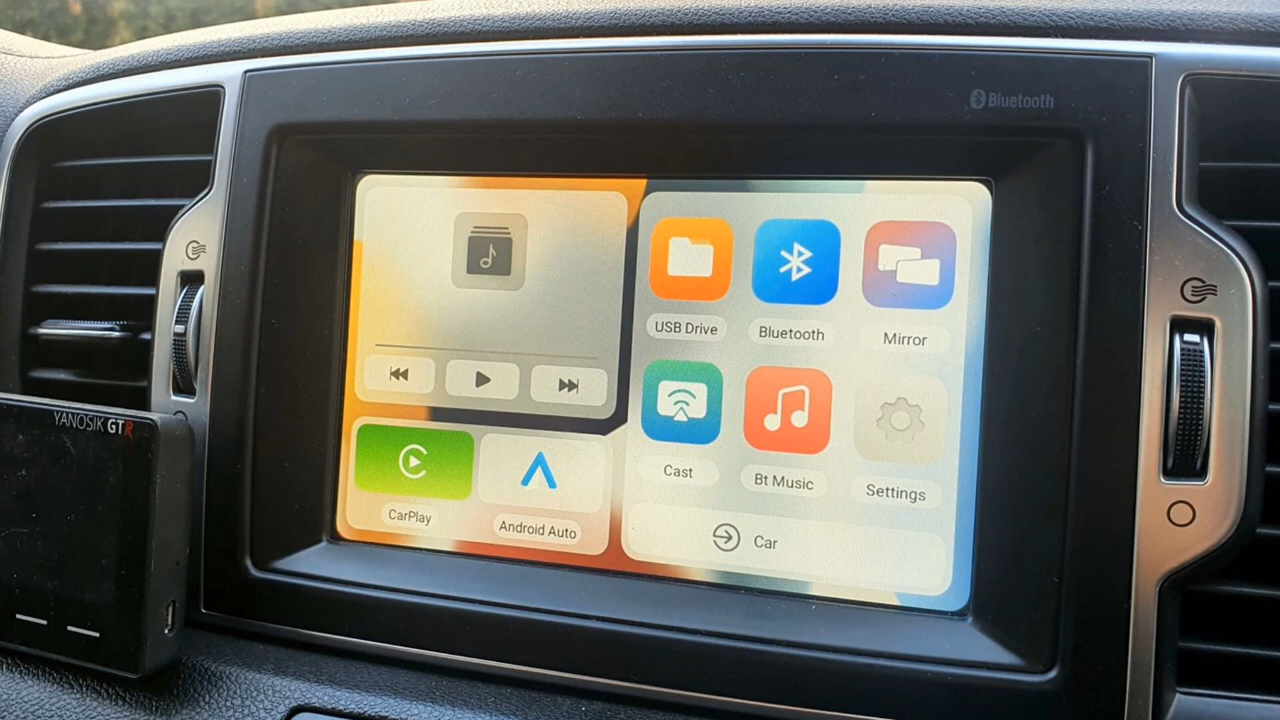 Bluetooth
YANOSIK GTR
USB Drive
Bluetooth
Mirror
Cast
Bt Music
Settings
CarPlay
Android Auto
Car